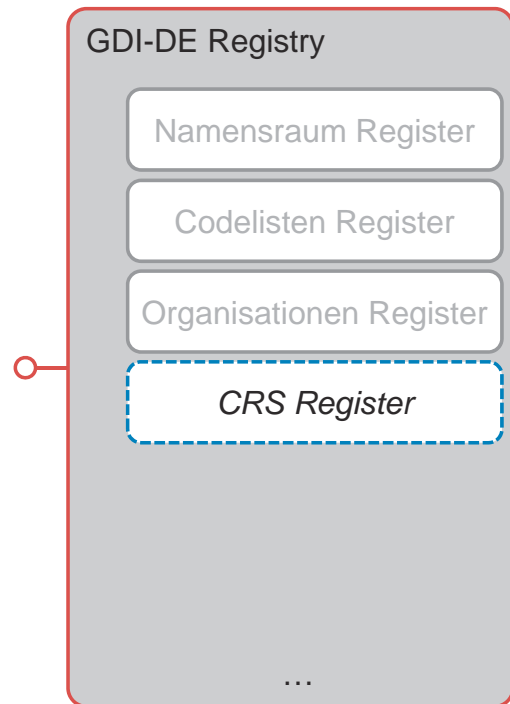 GDI-DE Registry
Namensraum Register
Codelisten Register
Organisationen Register
CRS Register
...